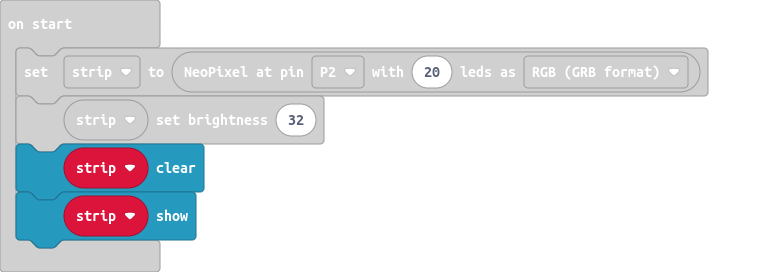 on start
set strip to NeoPixel at pin P2 with 20 leds as RGB (GRB format)
strip set brightness 32
strip clear
strip show